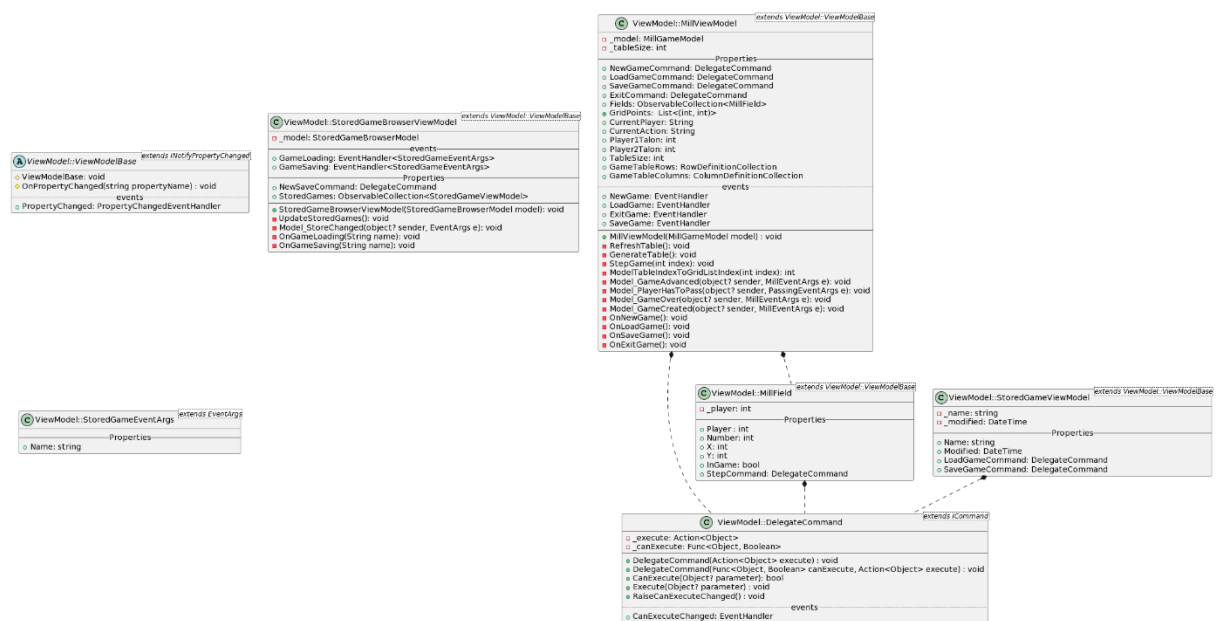 A ViewModel::ViewModelBase
extends INotifyPropertyChanged
ViewModelBase: void
OnPropertyChanged(string propertyName) : void
events
PropertyChanged: PropertyChangedEventHandler
C ViewModel::StoredGameBrowserViewModel
extends ViewModel::ViewModelBase
_model: StoredGameBrowserModel
events
GameLoading: EventHandler<StoredGameEventArgs>
GameSaving: EventHandler<StoredGameEventArgs>
Properties
NewSaveCommand: DelegateCommand
StoredGames: ObservableCollection<StoredGameViewModel>
StoredGameBrowserViewModel(StoredGameBrowserModel model): void
UpdateStoredGames(): void
Model_StoreChanged(object? sender, EventArgs e): void
OnGameLoading(String name): void
OnGameSaving(String name): void
C ViewModel::MillViewModel
extends ViewModel::ViewModelBase
_model: MillGameModel
_tableSize: int
Properties
NewGameCommand: DelegateCommand
LoadGameCommand: DelegateCommand
SaveGameCommand: DelegateCommand
ExitCommand: DelegateCommand
Fields: ObservableCollection<MillField>
GridPoints: List<(int, int)>
CurrentPlayer: String
CurrentAction: String
Player1Talon: int
Player2Talon: int
TableSize: int
GameTableRows: RowDefinitionCollection
GameTableColumns: ColumnDefinitionCollection
events
NewGame: EventHandler
LoadGame: EventHandler
ExitGame: EventHandler
SaveGame: EventHandler
MillViewModel(MillGameModel model) : void
RefreshTable(): void
GenerateTable(): void
StepGame(int index): void
ModelTableIndexToGridListIndex(int index): int
Model_GameAdvanced(object? sender, MillEventArgs e): void
Model_PlayerHasToPass(object? sender, PassingEventArgs e): void
Model_GameOver(object? sender, MillEventArgs e): void
Model_GameCreated(object? sender, MillEventArgs e): void
OnNewGame(): void
OnLoadGame(): void
OnSaveGame(): void
OnExitGame(): void
C ViewModel::StoredGameEventArgs
extends EventArgs
Properties
Name: string
C ViewModel::MillField
extends ViewModel::ViewModelBase
_player: int
Properties
Player : int
Number: int
X: int
Y: int
InGame: bool
StepCommand: DelegateCommand
C ViewModel::StoredGameViewModel
extends ViewModel::ViewModelBase
_name: string
_modified: DateTime
Properties
Name: string
Modified: DateTime
LoadGameCommand: DelegateCommand
SaveGameCommand: DelegateCommand
C ViewModel::DelegateCommand
extends ICommand
_execute: Action<Object>
_canExecute: Func<Object, Boolean>
DelegateCommand(Action<Object> execute) : void
DelegateCommand(Func<Object, Boolean> canExecute, Action<Object> execute) : void
CanExecute(Object? parameter): bool
Execute(Object? parameter) : void
RaiseCanExecuteChanged() : void
events
CanExecuteChanged: EventHandler